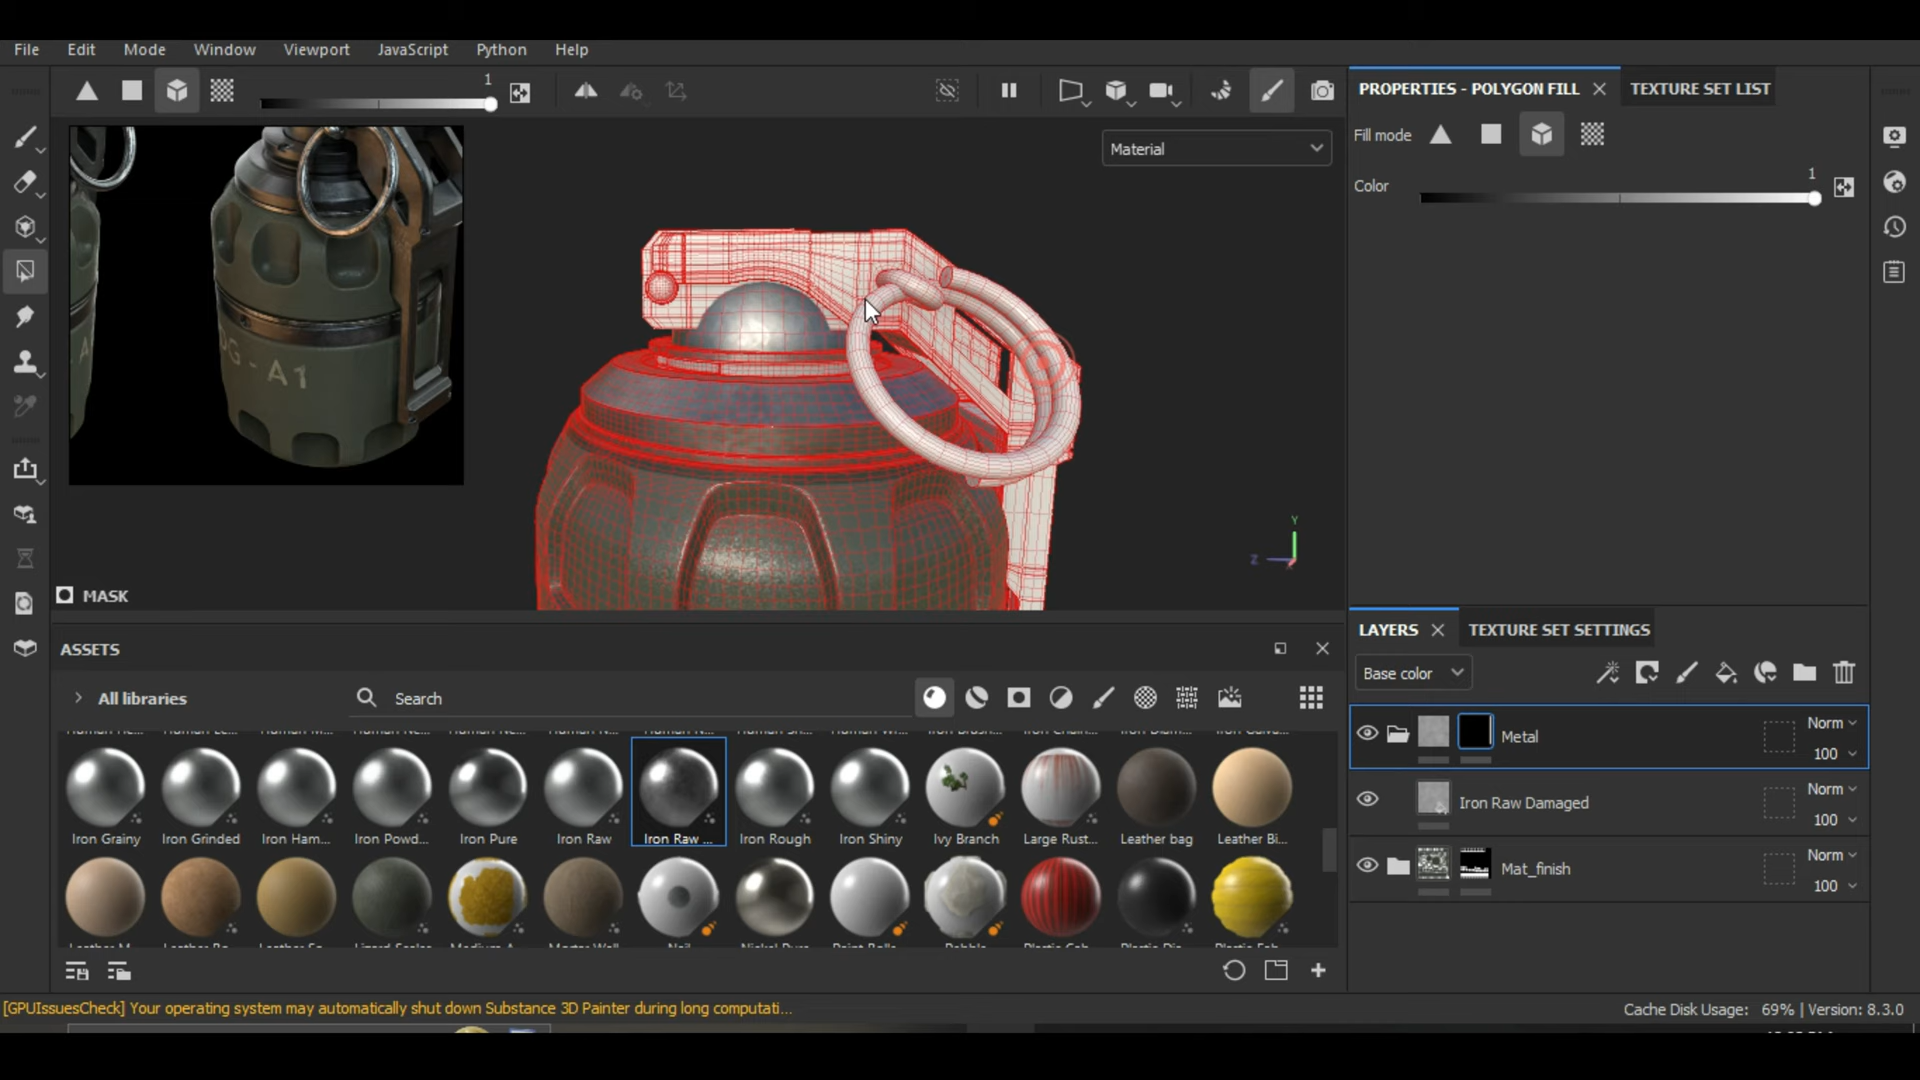 File Edit Mode Window Viewport JavaScript Python Help
1
PROPERTIES - POLYGON FILL
TEXTURE SET LIST
Material
Fill mode
Color
1
DG - A1
Y
Z
MASK
ASSETS
All libraries
Search
Iron Grainy
Iron Grinded
Iron Ham...
Iron Powd...
Iron Pure
Iron Raw
Iron Raw ...
Iron Rough
Iron Shiny
Ivy Branch
Large Rust...
Leather bag
Leather Bi...
LAYERS
TEXTURE SET SETTINGS
Base color
Metal
Norm
100
Iron Raw Damaged
Norm
100
Mat_finish
Norm
100
[GPUIssuesCheck] Your operating system may automatically shut down Substance 3D Painter during long computati...
Cache Disk Usage: 69% | Version: 8.3.0